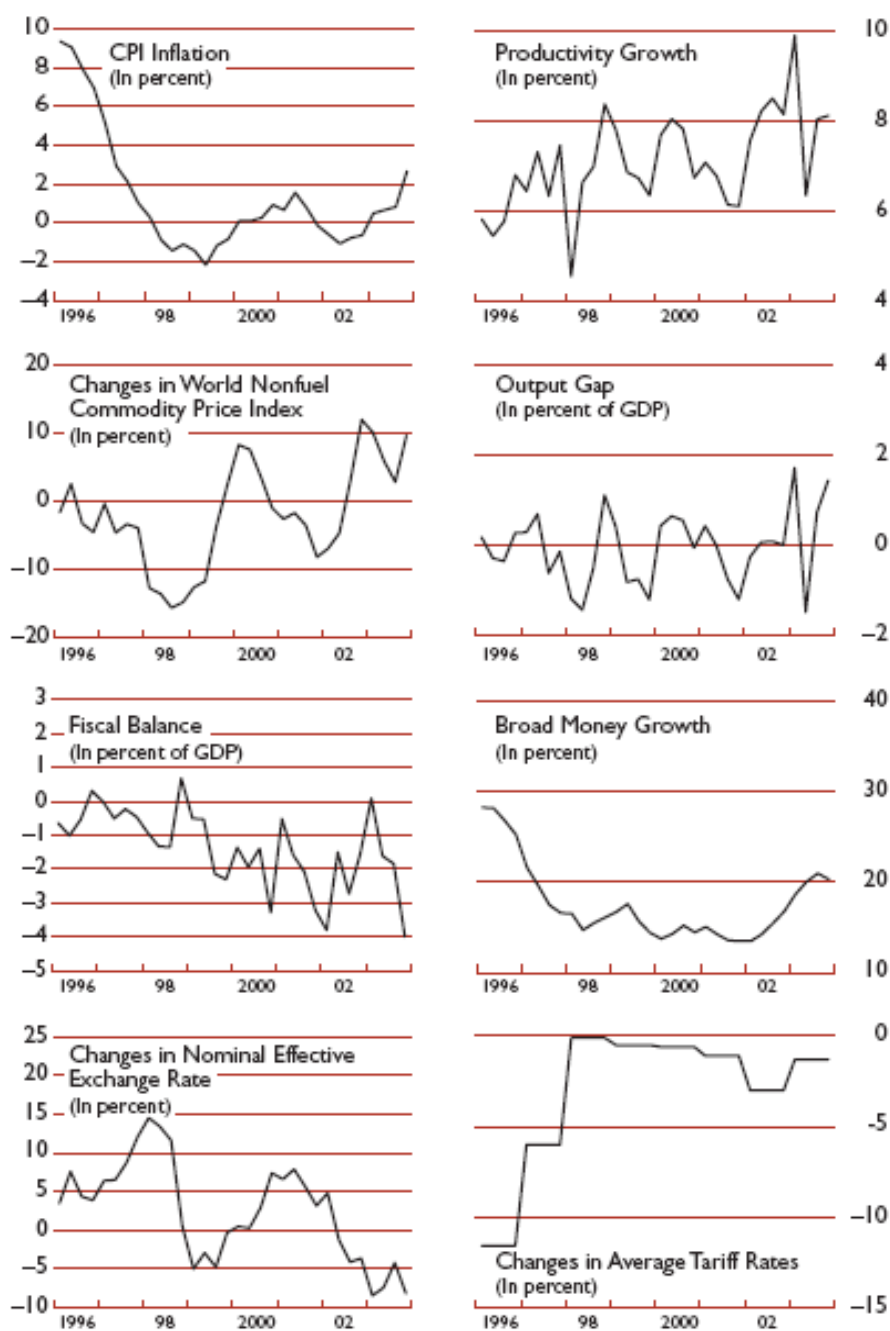 10
8
6
4
2
0
−2
−4
CPI Inflation
(In percent)
1996 98 2000 02
10
8
6
4
Productivity Growth
(In percent)
1996 98 2000 02
20
10
0
−10
−20
Changes in World Nonfuel
Commodity Price Index
(In percent)
1996 98 2000 02
4
2
0
−2
Output Gap
(In percent of GDP)
1996 98 2000 02
3
2
1
0
−1
−2
−3
−4
−5
Fiscal Balance
(In percent of GDP)
1996 98 2000 02
40
30
20
10
Broad Money Growth
(In percent)
1996 98 2000 02
25
20
15
10
5
0
−5
−10
Changes in Nominal Effective
Exchange Rate
(In percent)
1996 98 2000 02
0
-5
−10
−15
Changes in Average Tariff Rates
(In percent)
1996 98 2000 02